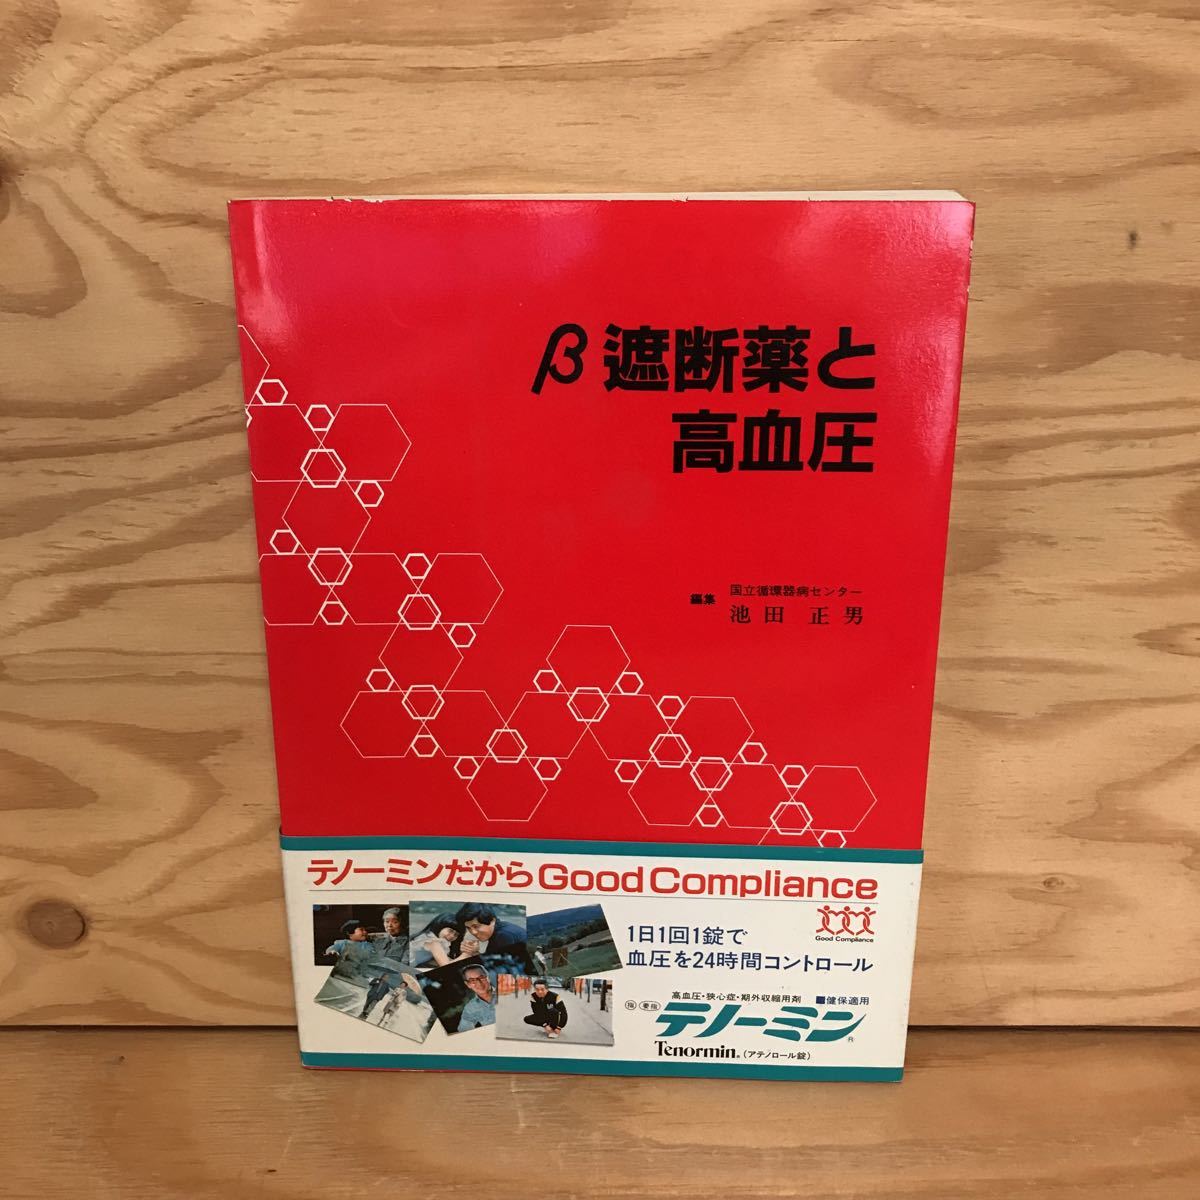 β遮断薬と
高血圧
編集 国立循環器病センター
池田 正男
テノーミンだからGood Compliance
Good Compliance
1日1回1錠で
血圧を24時間コントロール
高血圧・狭心症・期外収縮用剤 ■健保適用
指 要指 テノーミン®
Tenormin®(アテノロール錠)